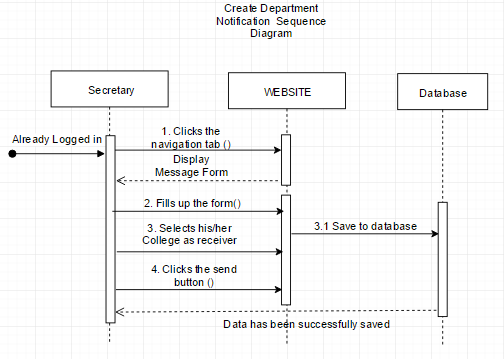 Create Department
Notification Sequence
Diagram
Secretary
WEBSITE
Database
Already Logged in
1. Clicks the
navigation tab ()
Display
Message Form
2. Fills up the form()
3. Selects his/her
College as receiver
3.1 Save to database
4. Clicks the send
button ()
Data has been successfully saved